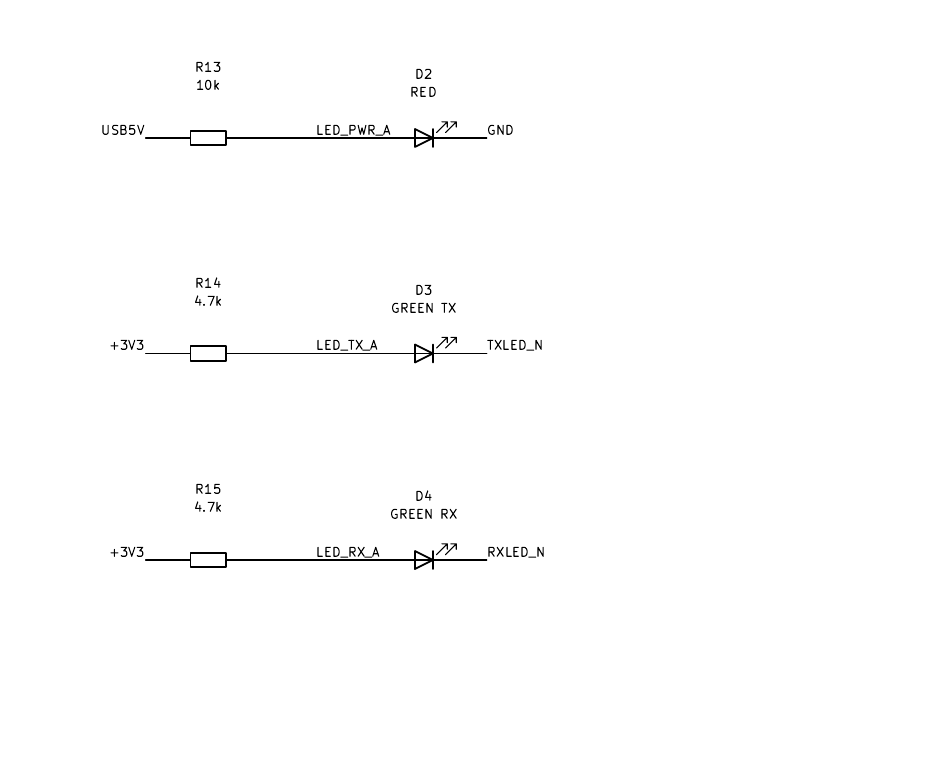 R13
10k
D2
RED
USB5V
LED_PWR_A
GND
R14
4.7k
D3
GREEN TX
+3V3
LED_TX_A
TXLED_N
R15
4.7k
D4
GREEN RX
+3V3
LED_RX_A
RXLED_N